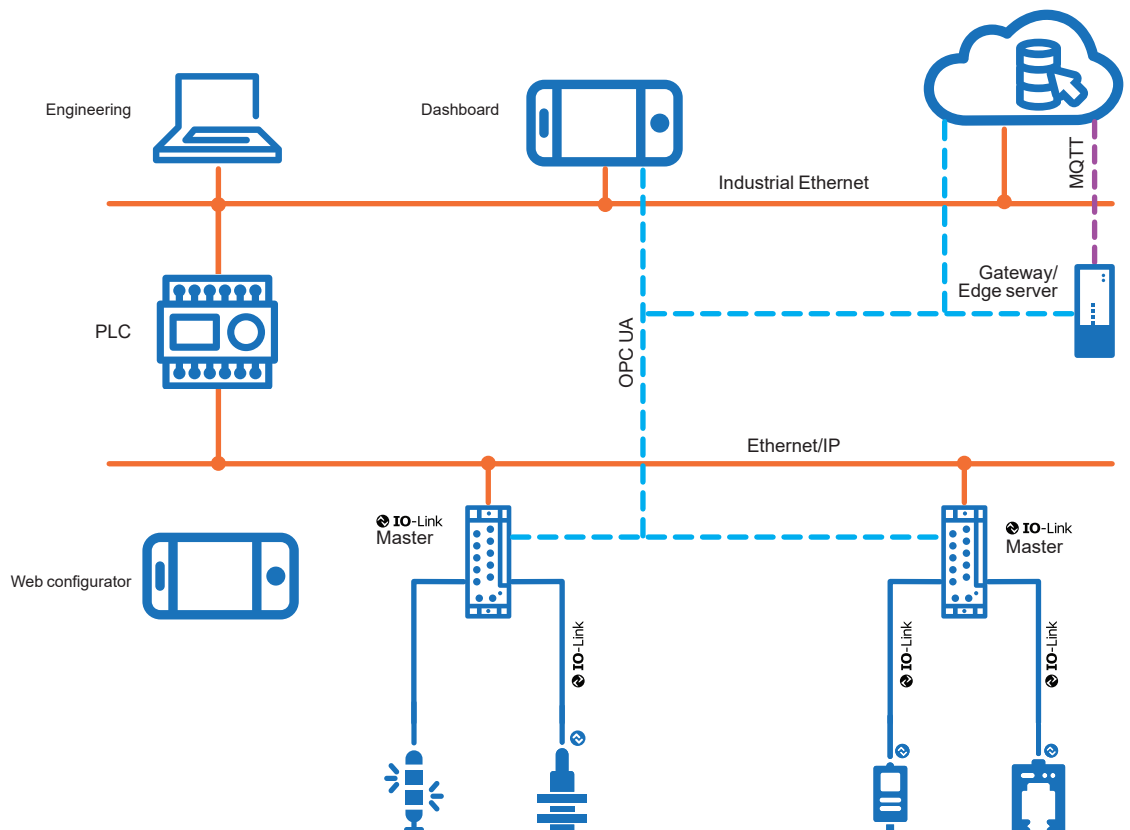 Engineering
Dashboard
MQTT
Industrial Ethernet
Gateway/
Edge server
PLC
OPC UA
Ethernet/IP
IO-Link
Master
IO-Link
Master
Web configurator
IO-Link
IO-Link
IO-Link